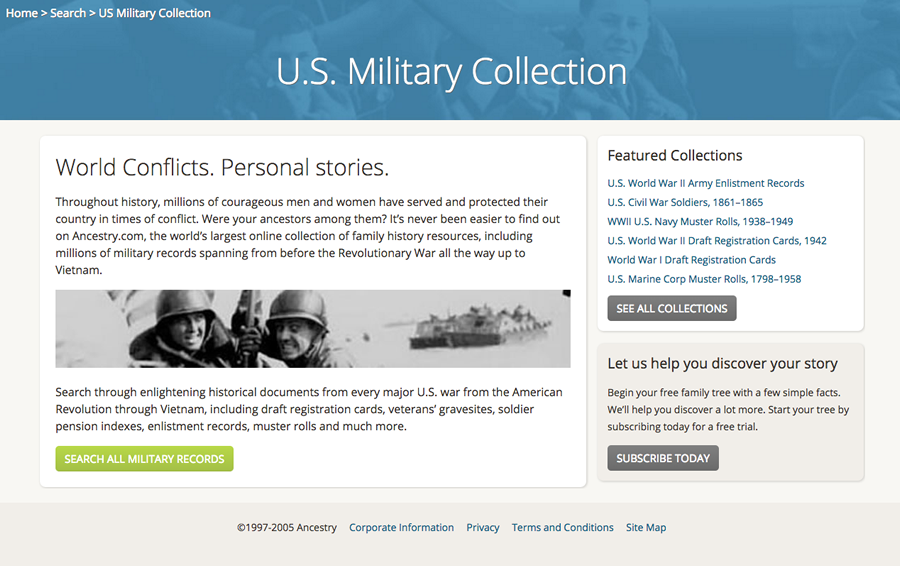 Home > Search > US Military Collection
U.S. Military Collection
World Conflicts. Personal stories.
Throughout history, millions of courageous men and women have served and protected their
country in times of conflict. Were your ancestors among them? It’s never been easier to find out
on Ancestry.com, the world’s largest online collection of family history resources, including
millions of military records spanning from before the Revolutionary War all the way up to
Vietnam.
Search through enlightening historical documents from every major U.S. war from the American
Revolution through Vietnam, including draft registration cards, veterans’ gravesites, soldier
pension indexes, enlistment records, muster rolls and much more.
SEARCH ALL MILITARY RECORDS
Featured Collections
U.S. World War II Army Enlistment Records
U.S. Civil War Soldiers, 1861–1865
WWII U.S. Navy Muster Rolls, 1938–1949
U.S. World War II Draft Registration Cards, 1942
World War I Draft Registration Cards
U.S. Marine Corp Muster Rolls, 1798–1958
SEE ALL COLLECTIONS
Let us help you discover your story
Begin your free family tree with a few simple facts.
We’ll help you discover a lot more. Start your tree by
subscribing today for a free trial.
SUBSCRIBE TODAY
©1997-2005 Ancestry Corporate Information Privacy Terms and Conditions Site Map